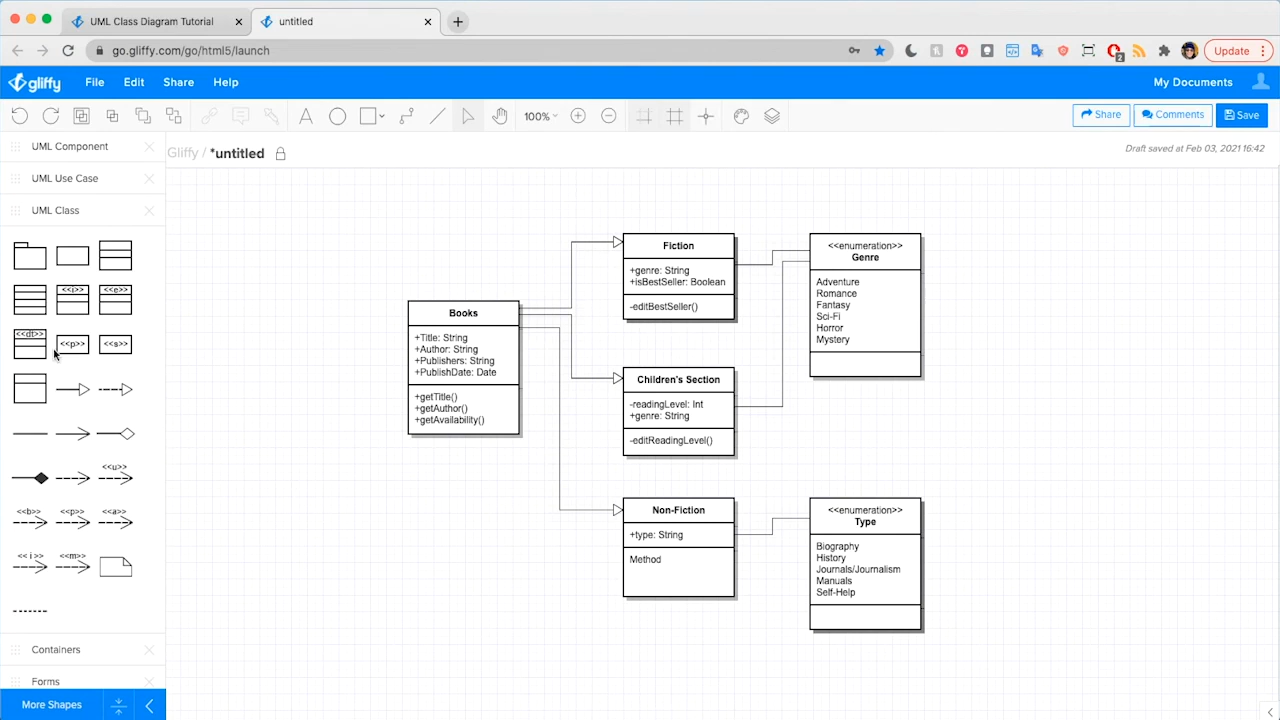 UML Class Diagram Tutorial
untitled
go.gliffy.com/go/html5/launch
2
Update
gliffy
File
Edit
Share
Help
My Documents
100%
Share
Comments
Save
UML Component
Gliffy / *untitled
Draft saved at Feb 03, 2021 16:42
UML Use Case
UML Class
<<i>>
<<e>>
<<dt>>
<<p>>
<<s>>
<<u>>
<<b>>
<<p>>
<<a>>
<<i>>
<<m>>
Containers
Forms
More Shapes
Books
+Title: String
+Author: String
+Publishers: String
+PublishDate: Date
+getTitle()
+getAuthor()
+getAvailability()
Fiction
+genre: String
+isBestSeller: Boolean
-editBestSeller()
Children's Section
-readingLevel: Int
+genre: String
-editReadingLevel()
Non-Fiction
+type: String
Method
<<enumeration>>
Genre
Adventure
Romance
Fantasy
Sci-Fi
Horror
Mystery
<<enumeration>>
Type
Biography
History
Journals/Journalism
Manuals
Self-Help